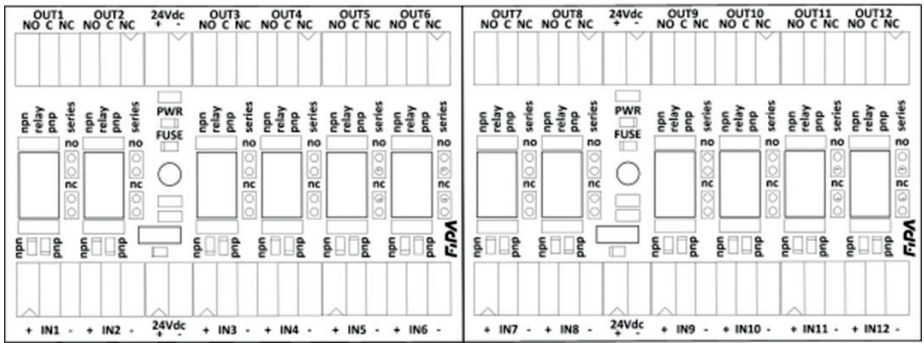 OUT1 OUT2 24Vdc OUT3 OUT4 OUT5 OUT6 OUT7 OUT8 24Vdc OUT9 OUT10 OUT11 OUT12
NO C NC NO C NC + - NO C NC NO C NC NO C NC NO C NC NO C NC NO C NC + - NO C NC NO C NC NO C NC NO C NC
npn relay pnp series npn relay pnp series PWR npn relay pnp series npn relay pnp series npn relay pnp series npn relay pnp series npn relay pnp series npn relay pnp series PWR npn relay pnp series npn relay pnp series npn relay pnp series npn relay pnp series
FUSE FUSE
no no no no no no no no no no no no
nc nc nc nc nc nc nc nc nc nc nc nc
npn pnp npn pnp npn pnp npn pnp npn pnp npn pnp npn pnp npn pnp npn pnp npn pnp npn pnp npn pnp
+ IN1 - + IN2 - 24Vdc + - + IN3 - + IN4 - + IN5 - + IN6 - + IN7 - + IN8 - 24Vdc + - + IN9 - + IN10 - + IN11 - + IN12 -